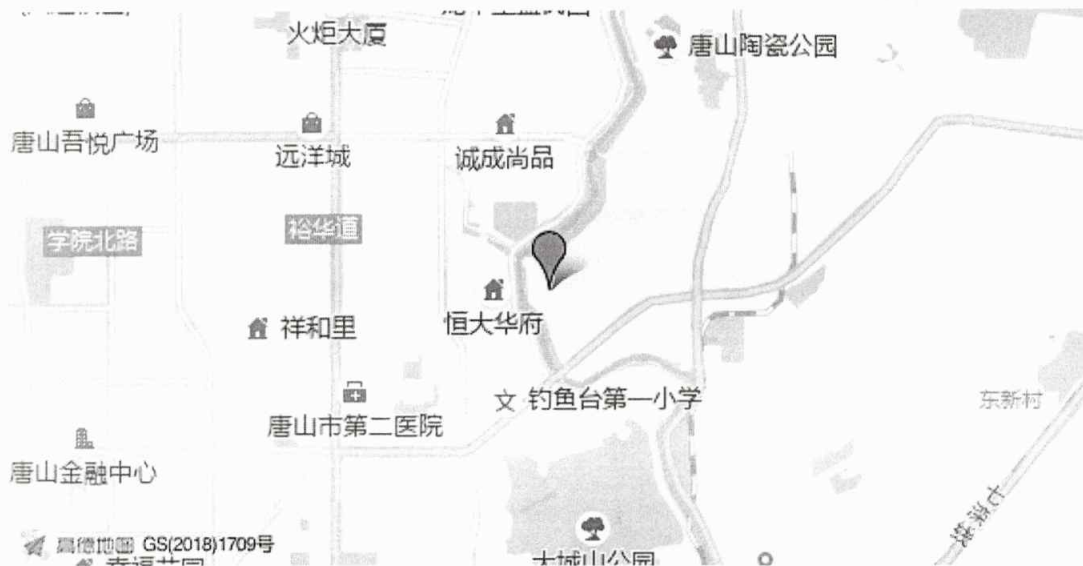 火炬大厦
唐山陶瓷公园
唐山吾悦广场
远洋城
诚成尚品
学院北路
裕华道
恒大华府
祥和里
钓鱼台第一小学
东新村
唐山市第二医院
唐山金融中心
高德地图 GS(2018)1709号
大城山公园